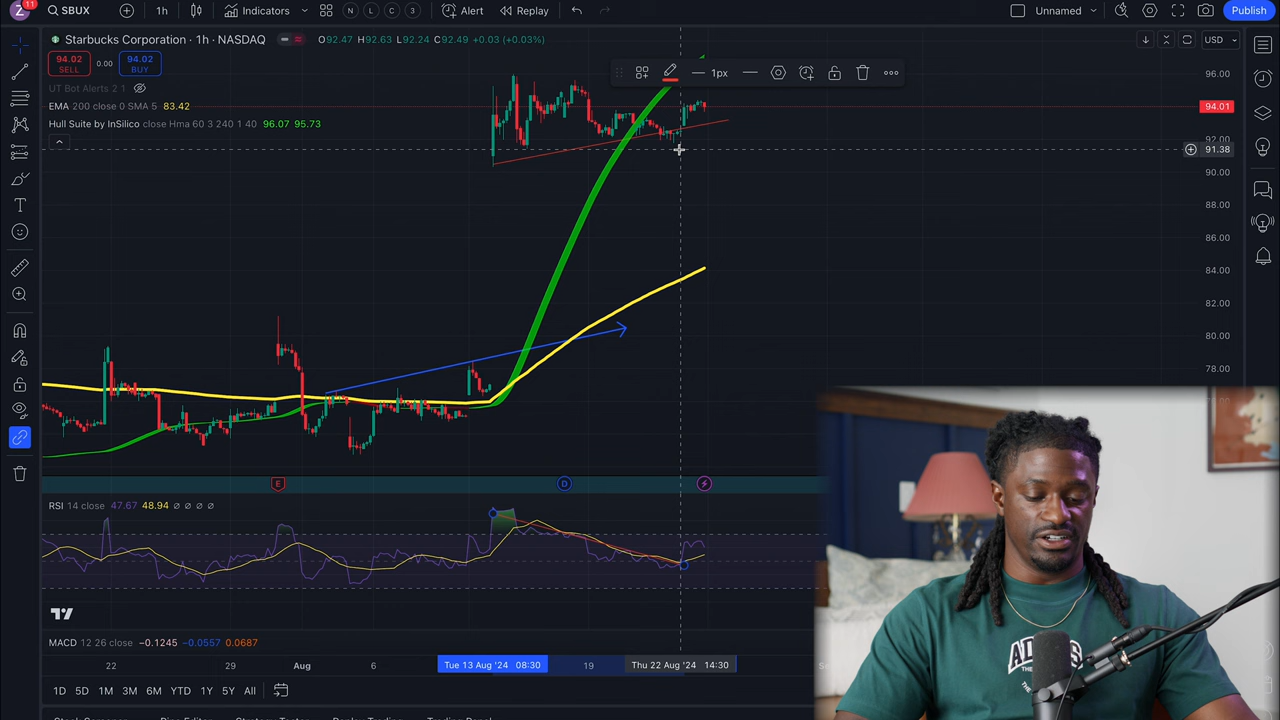 Z 11 SBUX 1h Indicators N L C 3 Alert Replay Unnamed Publish
Starbucks Corporation · 1h · NASDAQ O92.47 H92.63 L92.24 C92.49 +0.03 (+0.03%) USD
94.02 SELL 0.00 94.02 BUY
UT Bot Alerts 2 1
EMA 200 close 0 SMA 5 83.42
Hull Suite by InSilico close Hma 60 3 240 1 40 96.07 95.73
1px
96.00
94.01
92.00
91.38
90.00
88.00
86.00
84.00
82.00
80.00
78.00
E D
RSI 14 close 47.67 48.94 ∅ ∅ ∅ ∅
MACD 12 26 close −0.1245 −0.0557 0.0687
22 29 Aug 6 Tue 13 Aug '24 08:30 19 Thu 22 Aug '24 14:30
1D 5D 1M 3M 6M YTD 1Y 5Y All